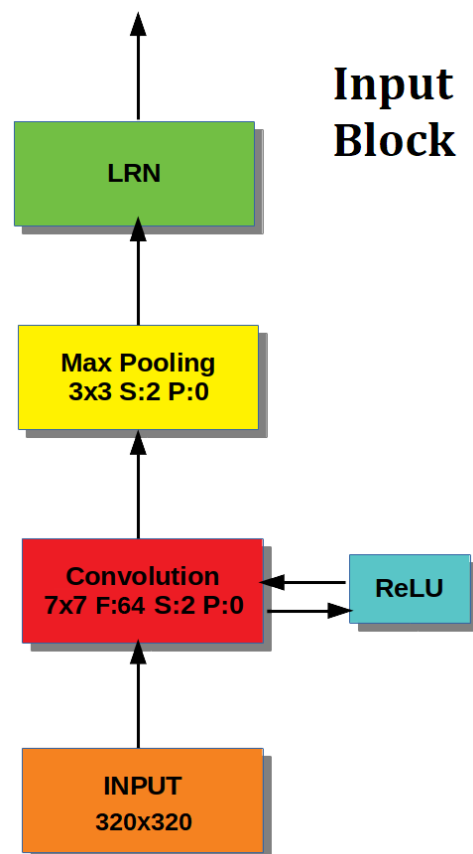 Input
Block
LRN
Max Pooling
3x3 S:2 P:0
Convolution
7x7 F:64 S:2 P:0
ReLU
INPUT
320x320